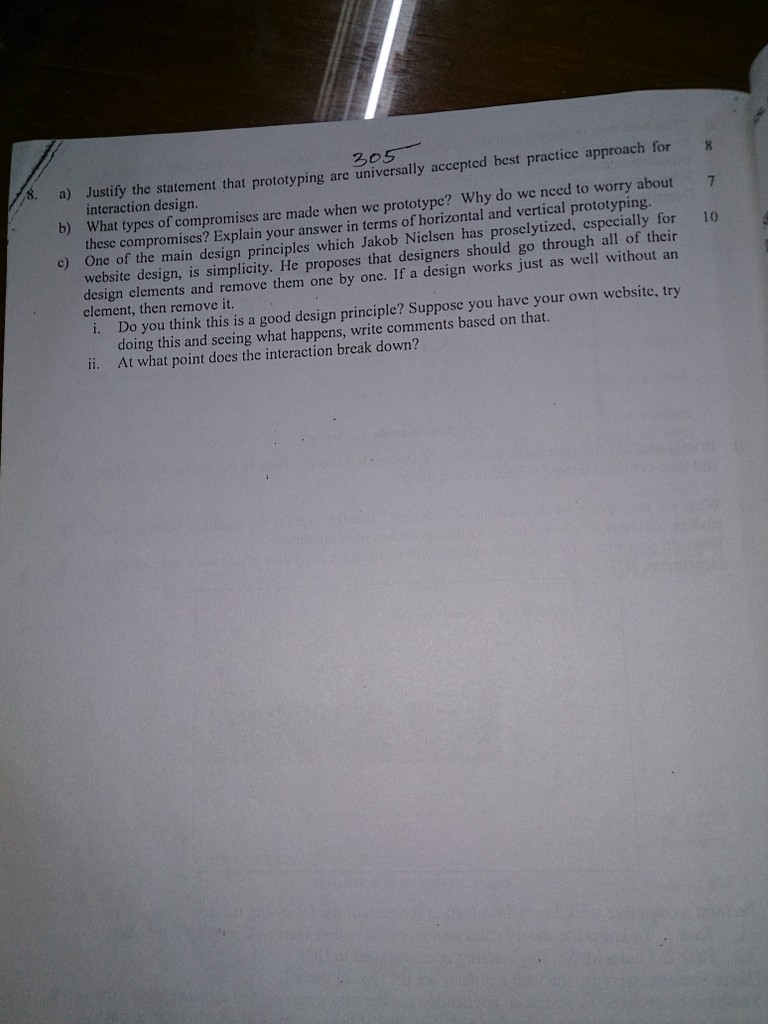 305
8. a) Justify the statement that prototyping are universally accepted best practice approach for 8
interaction design.
b) What types of compromises are made when we prototype? Why do we need to worry about 7
these compromises? Explain your answer in terms of horizontal and vertical prototyping.
c) One of the main design principles which Jakob Nielsen has proselytized, especially for 10
website design, is simplicity. He proposes that designers should go through all of their
design elements and remove them one by one. If a design works just as well without an
element, then remove it.
i. Do you think this is a good design principle? Suppose you have your own website, try
doing this and seeing what happens, write comments based on that.
ii. At what point does the interaction break down?